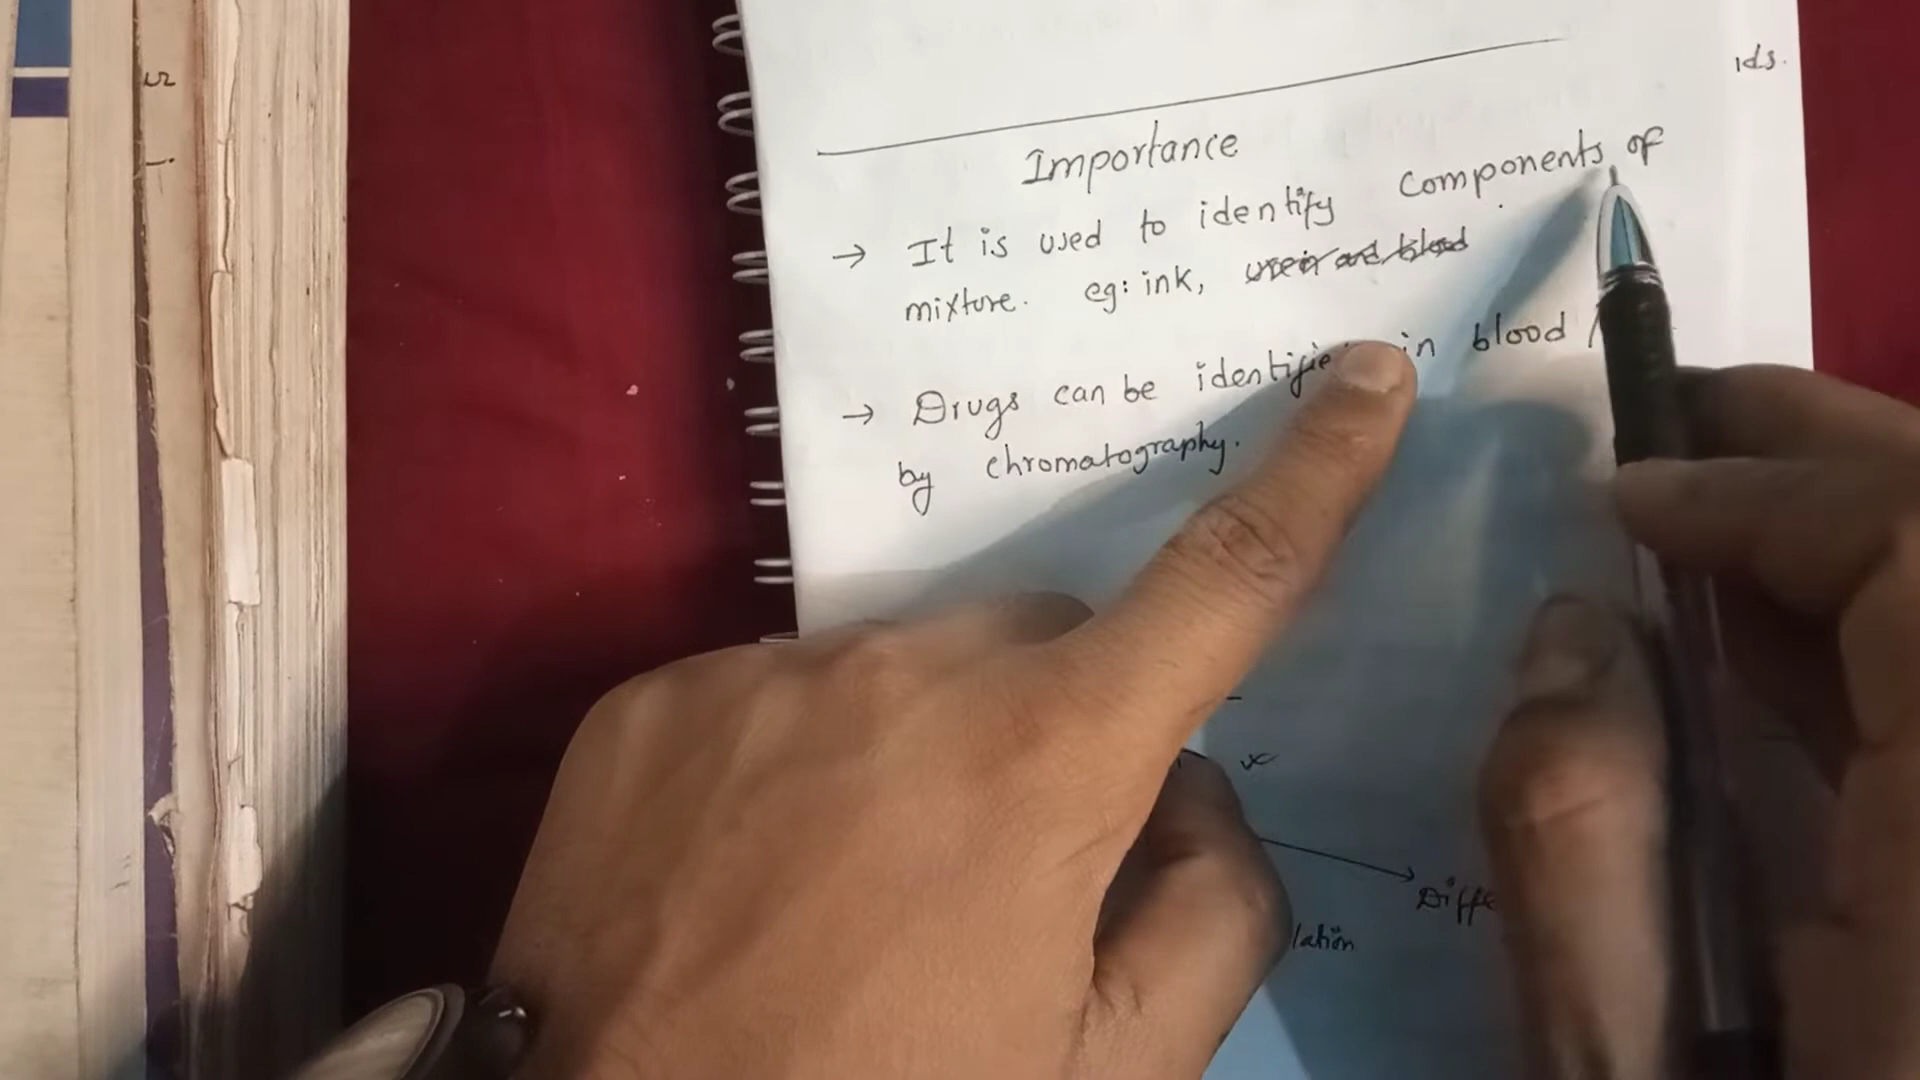 ids.
Importance
→ It is used to identify Components of
mixture. eg: ink,
→ Drugs can be identifie in blood /
by chromatography.
Diffe
lation